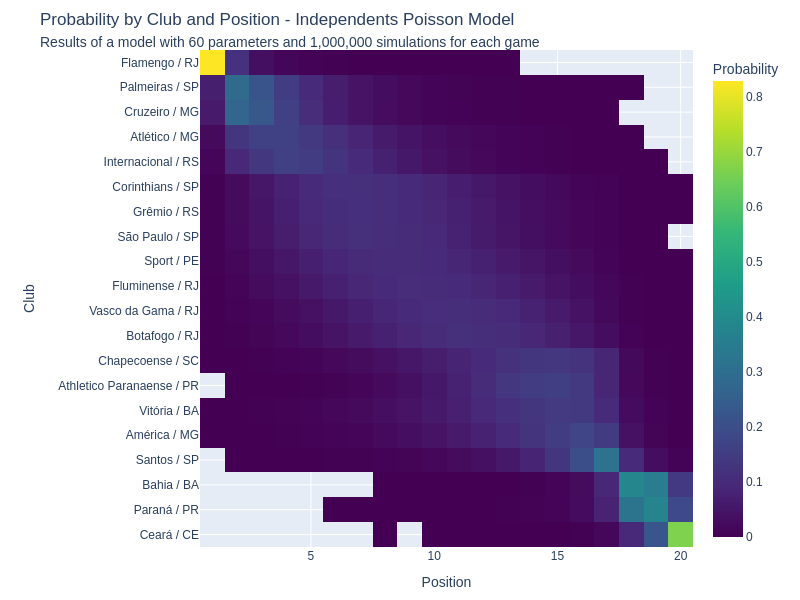 Probability by Club and Position - Independents Poisson Model
Results of a model with 60 parameters and 1,000,000 simulations for each game
Probability
Club
Flamengo / RJ
Palmeiras / SP
Cruzeiro / MG
Atlético / MG
Internacional / RS
Corinthians / SP
Grêmio / RS
São Paulo / SP
Sport / PE
Fluminense / RJ
Vasco da Gama / RJ
Botafogo / RJ
Chapecoense / SC
Athletico Paranaense / PR
Vitória / BA
América / MG
Santos / SP
Bahia / BA
Paraná / PR
Ceará / CE
0.8
0.7
0.6
0.5
0.4
0.3
0.2
0.1
0
5 10 15 20
Position